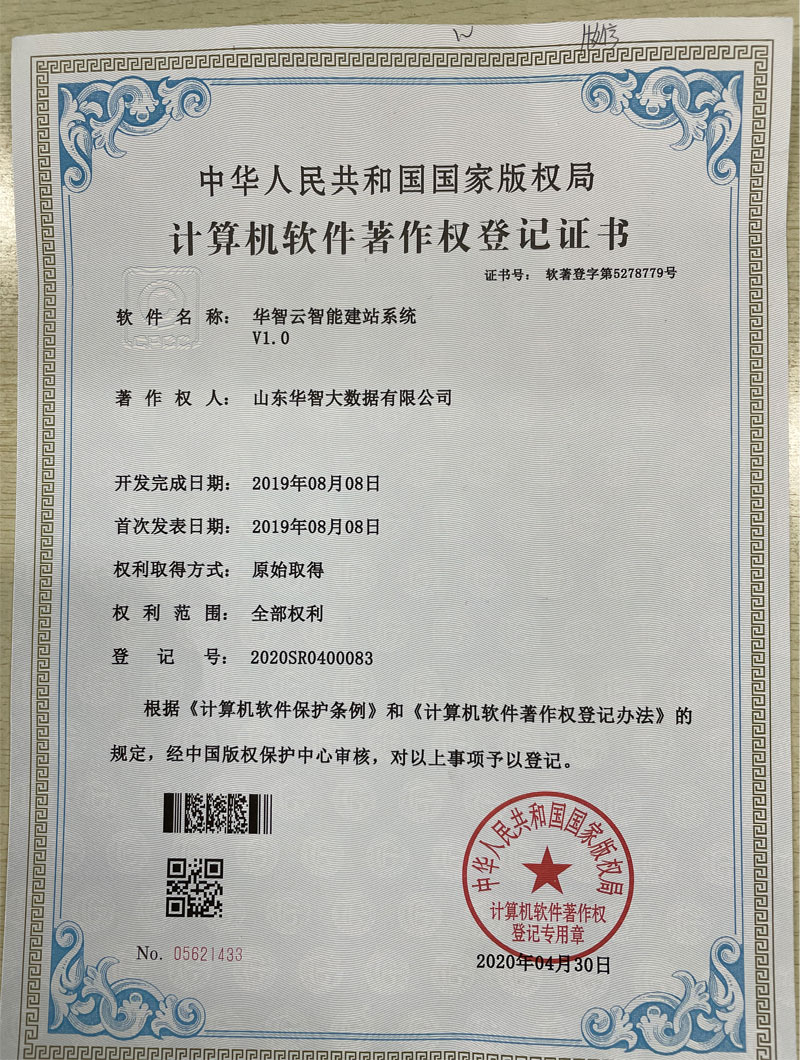 中华人民共和国国家版权局
计算机软件著作权登记证书
证书号： 软著登字第5278779号
软件名称： 华智云智能建站系统
V1.0
著作权人： 山东华智大数据有限公司
开发完成日期： 2019年08月08日
首次发表日期： 2019年08月08日
权利取得方式： 原始取得
权利范围： 全部权利
登记号： 2020SR0400083
根据《计算机软件保护条例》和《计算机软件著作权登记办法》的
规定，经中国版权保护中心审核，对以上事项予以登记。
中华人民共和国国家版权局
计算机软件著作权
登记专用章
No. 05621433
2020年04月30日